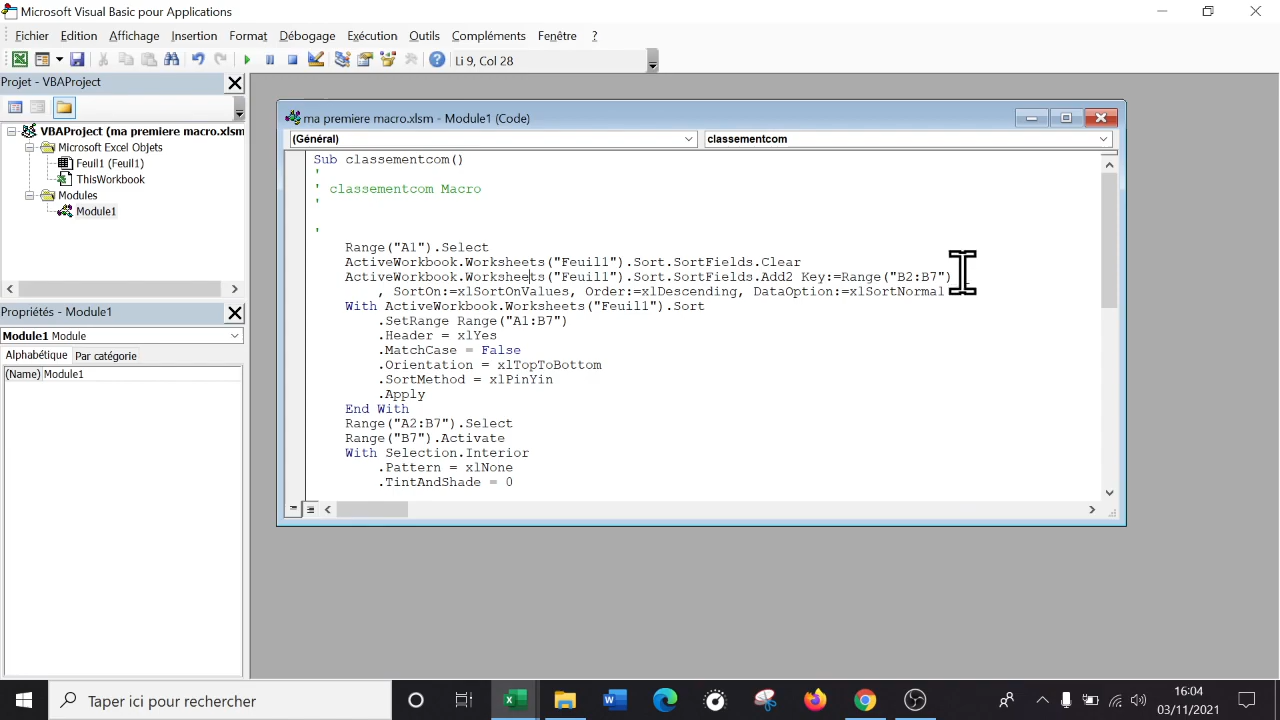 Microsoft Visual Basic pour Applications
Fichier Edition Affichage Insertion Format Débogage Exécution Outils Compléments Fenêtre ?
Li 9, Col 28
Projet - VBAProject
VBAProject (ma premiere macro.xlsm
Microsoft Excel Objets
Feuil1 (Feuil1)
ThisWorkbook
Modules
Module1
Propriétés - Module1
Module1 Module
Alphabétique Par catégorie
(Name) Module1
ma premiere macro.xlsm - Module1 (Code)
(Général) classementcom
Sub classementcom()
'
' classementcom Macro
'
'
Range("A1").Select
ActiveWorkbook.Worksheets("Feuil1").Sort.SortFields.Clear
ActiveWorkbook.Worksheets("Feuil1").Sort.SortFields.Add2 Key:=Range("B2:B7") _
, SortOn:=xlSortOnValues, Order:=xlDescending, DataOption:=xlSortNormal
With ActiveWorkbook.Worksheets("Feuil1").Sort
.SetRange Range("A1:B7")
.Header = xlYes
.MatchCase = False
.Orientation = xlTopToBottom
.SortMethod = xlPinYin
.Apply
End With
Range("A2:B7").Select
Range("B7").Activate
With Selection.Interior
.Pattern = xlNone
.TintAndShade = 0
Taper ici pour rechercher
16:04
03/11/2021